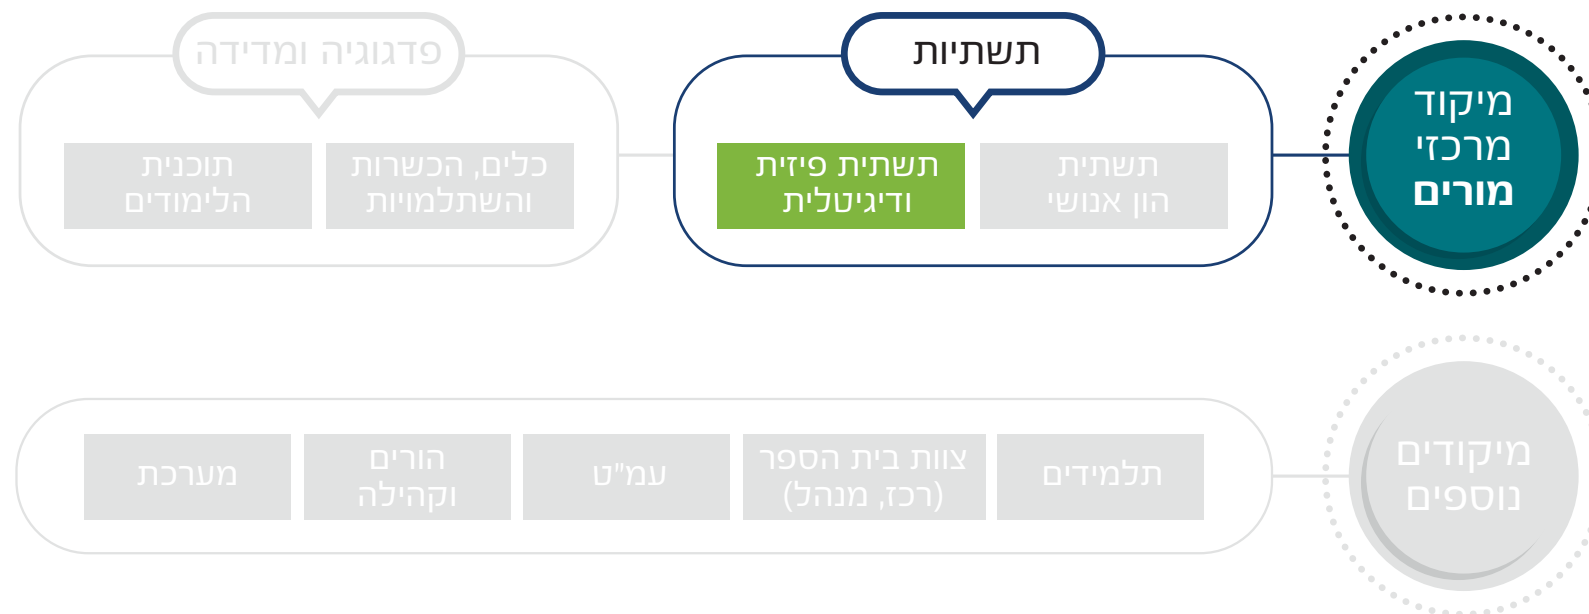 מיקוד
מרכזי
מורים
תשתיות
תשתית
הון אנושי
תשתית פיזית
ודיגיטלית
פדגוגיה ומדידה
כלים, הכשרות
והשתלמויות
תוכנית
הלימודים
מיקודים
נוספים
תלמידים
צוות בית הספר
(רכז, מנהל)
עמ"ט
הורים
וקהילה
מערכת